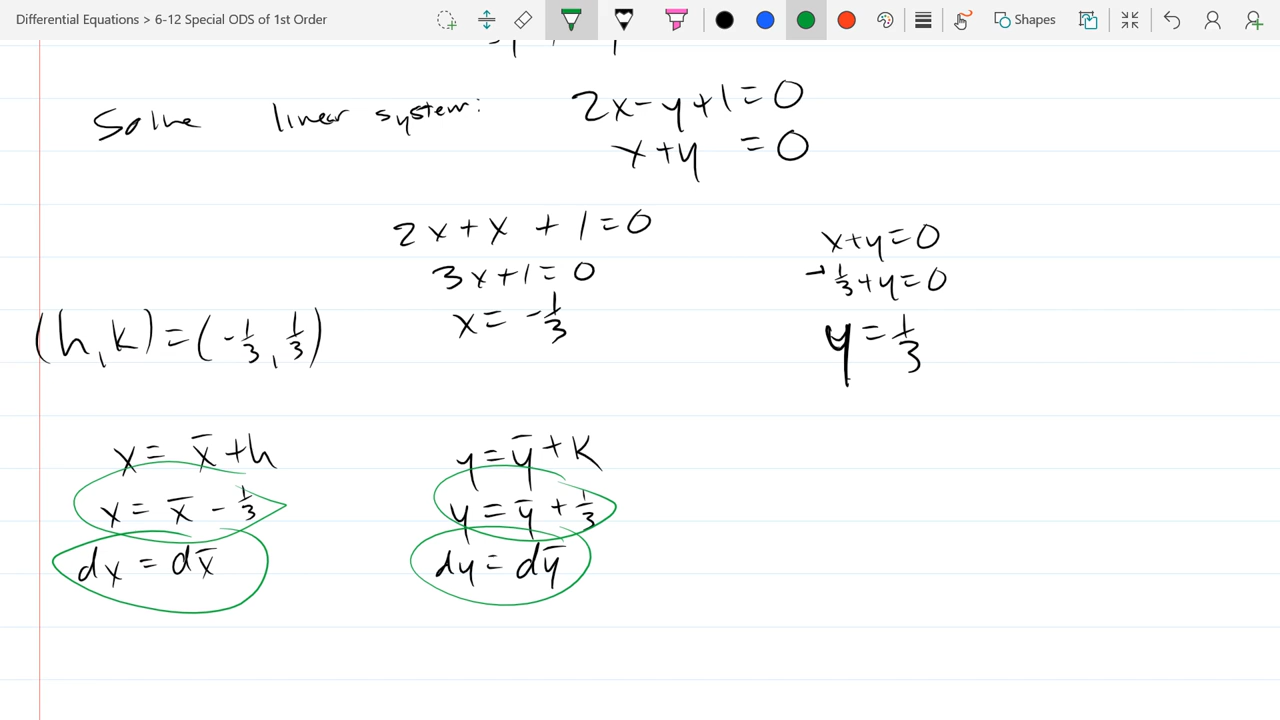 Differential Equations > 6-12 Special ODS of 1st Order
Shapes
Solve linear system: 2x - y + 1 = 0
x + y = 0
2x + x + 1 = 0
3x + 1 = 0
x = -1/3
x + y = 0
-1/3 + y = 0
y = 1/3
(h, k) = (-1/3, 1/3)
x = x̄ + h
x = x̄ - 1/3
dx = dx̄
y = ȳ + k
y = ȳ + 1/3
dy = dȳ